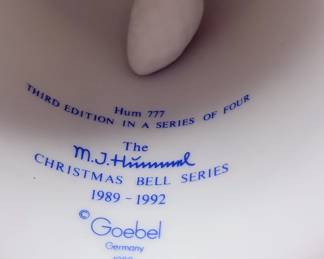 Hum 777
THIRD EDITION IN A SERIES OF FOUR
The
M.J. Hummel
CHRISTMAS BELL SERIES
1989 - 1992
© Goebel
Germany